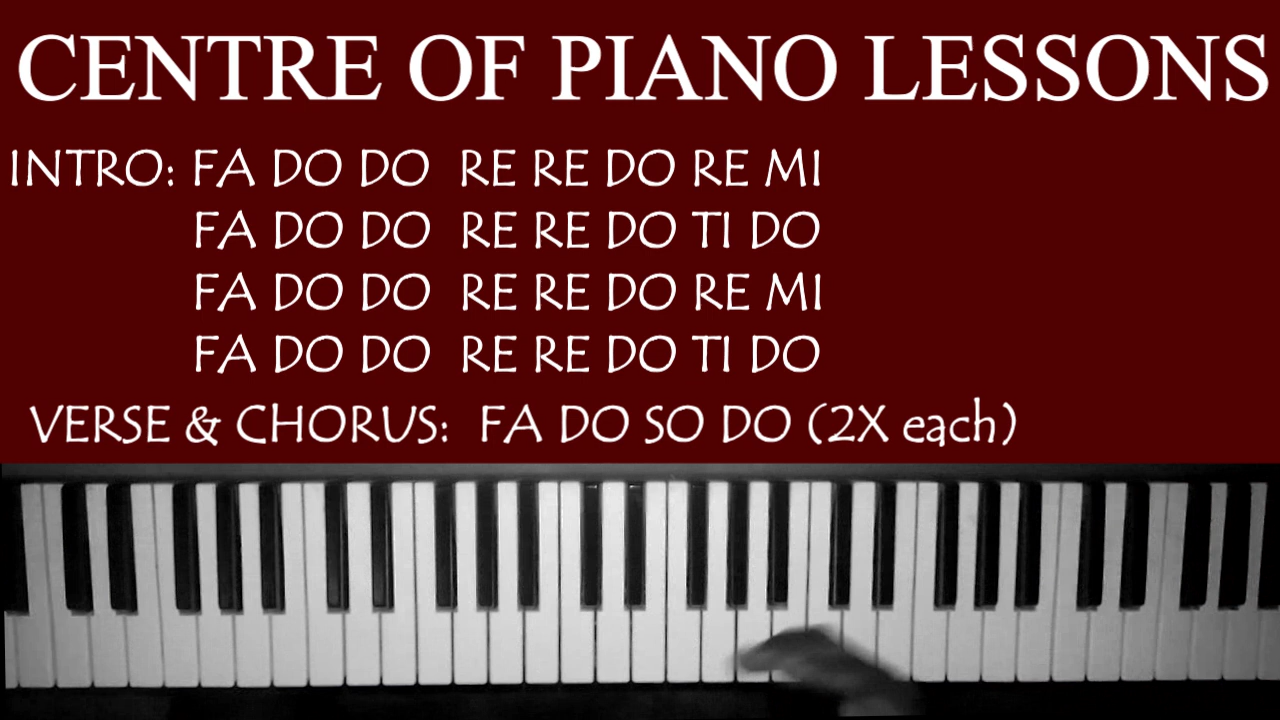 CENTRE OF PIANO LESSONS
INTRO: FA DO DO RE RE DO RE MI
FA DO DO RE RE DO TI DO
FA DO DO RE RE DO RE MI
FA DO DO RE RE DO TI DO
VERSE & CHORUS: FA DO SO DO (2X each)